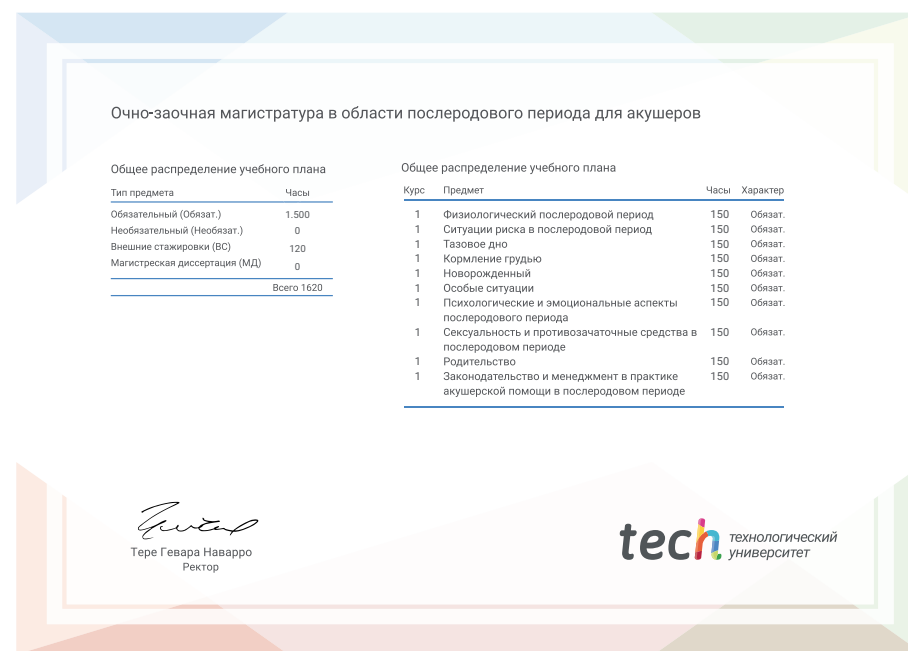 Очно-заочная магистратура в области послеродового периода для акушеров
Общее распределение учебного плана
Тип предмета Часы
Обязательный (Обязат.) 1.500
Необязательный (Необязат.) 0
Внешние стажировки (ВС) 120
Магистреская диссертация (МД) 0
Всего 1620
Общее распределение учебного плана
Курс Предмет Часы Характер
1 Физиологический послеродовой период 150 Обязат.
1 Ситуации риска в послеродовой период 150 Обязат.
1 Тазовое дно 150 Обязат.
1 Кормление грудью 150 Обязат.
1 Новорожденный 150 Обязат.
1 Особые ситуации 150 Обязат.
1 Психологические и эмоциональные аспекты 150 Обязат.
послеродового периода
1 Сексуальность и противозачаточные средства в 150 Обязат.
послеродовом периоде
1 Родительство 150 Обязат.
1 Законодательство и менеджмент в практике 150 Обязат.
акушерской помощи в послеродовом периоде
Тере Гевара Наварро
Ректор
tech технологический
университет